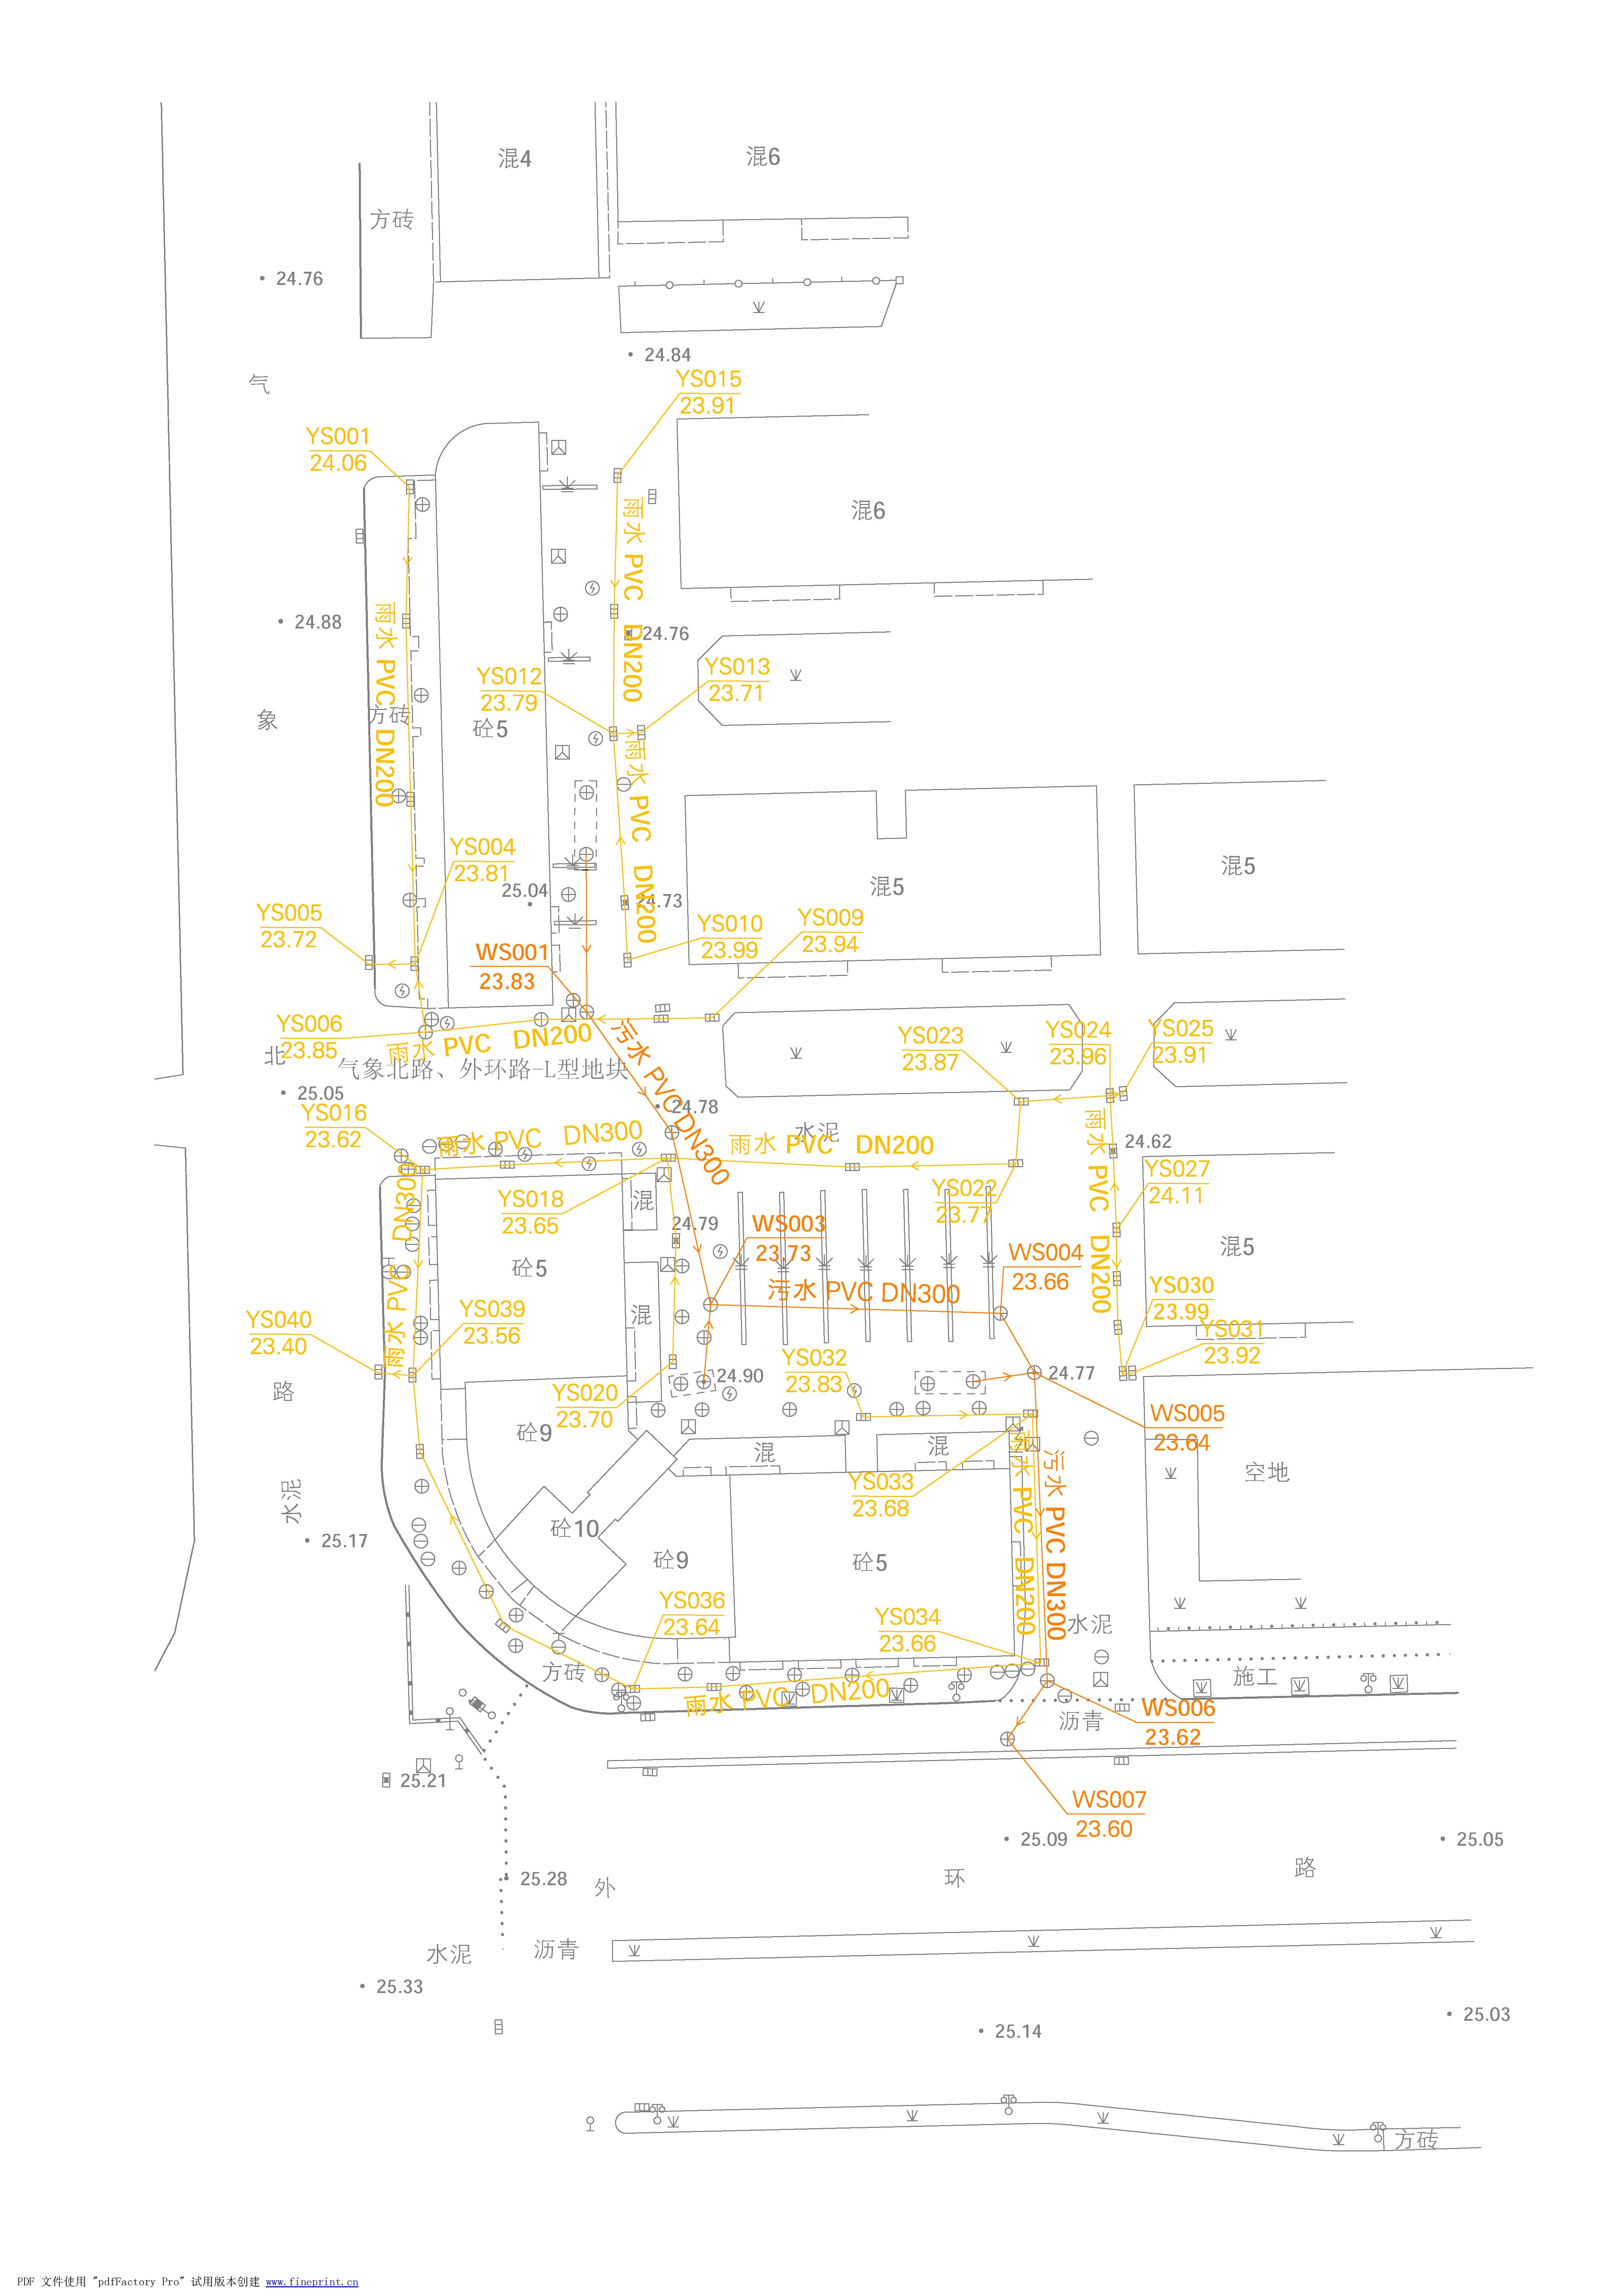 混4
混6
方砖
24.76
24.84
气
YS015
23.91
YS001
24.06
混6
雨水 PVC DN200
24.88
雨水 PVC DN200
24.76
YS012
23.79
YS013
23.71
方砖
象
砼5
雨水 PVC DN200
YS004
23.81
混5
混5
25.04
24.73
YS005
23.72
YS010
23.99
YS009
23.94
WS001
23.83
YS006
23.85
雨水 PVC DN200
污水 PVC DN300
YS023
23.87
YS024
23.96
YS025
23.91
北
气象北路、外环路-L型地块
25.05
24.78
YS016
23.62
雨水 PVC DN300
雨水 PVC DN200
水泥
雨水 PVC DN200
24.62
YS027
24.11
YS018
23.65
混
YS022
23.77
24.79
WS003
23.73
WS004
23.66
雨水 PVC DN300
砼5
混5
污水 PVC DN300
混
YS030
23.99
YS031
23.92
YS040
23.40
YS039
23.56
YS032
23.83
24.90
24.77
路
YS020
23.70
WS005
23.64
砼9
混
混
YS033
23.68
空地
水泥
砼10
25.17
砼9
砼5
雨水 PVC DN200
污水 PVC DN300
YS036
23.64
YS034
23.66
水泥
方砖
施工
雨水 PVC DN200
沥青
WS006
23.62
25.21
WS007
23.60
25.09
25.05
25.28
外
环
路
水泥
沥青
25.33
25.14
25.03
方砖
PDF 文件使用 "pdfFactory Pro" 试用版本创建 www.fineprint.cn